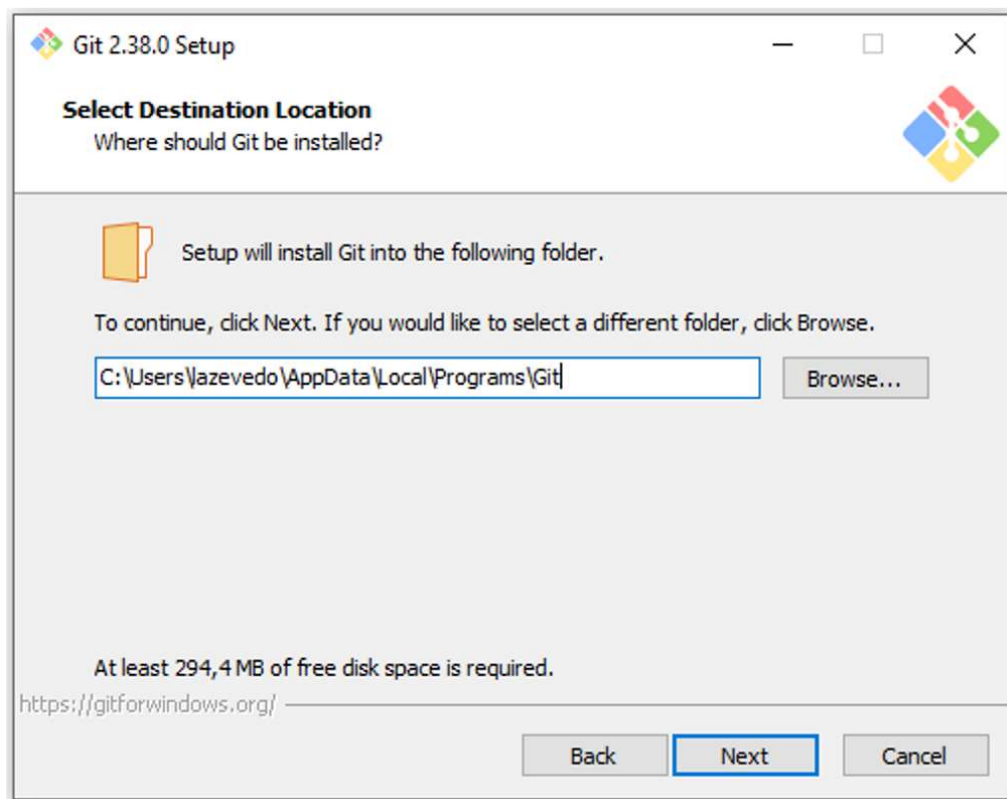 Git 2.38.0 Setup
Select Destination Location
Where should Git be installed?
Setup will install Git into the following folder.
To continue, click Next. If you would like to select a different folder, click Browse.
C:\Users\lazevedo\AppData\Local\Programs\Git
Browse...
At least 294,4 MB of free disk space is required.
https://gitforwindows.org/
Back
Next
Cancel